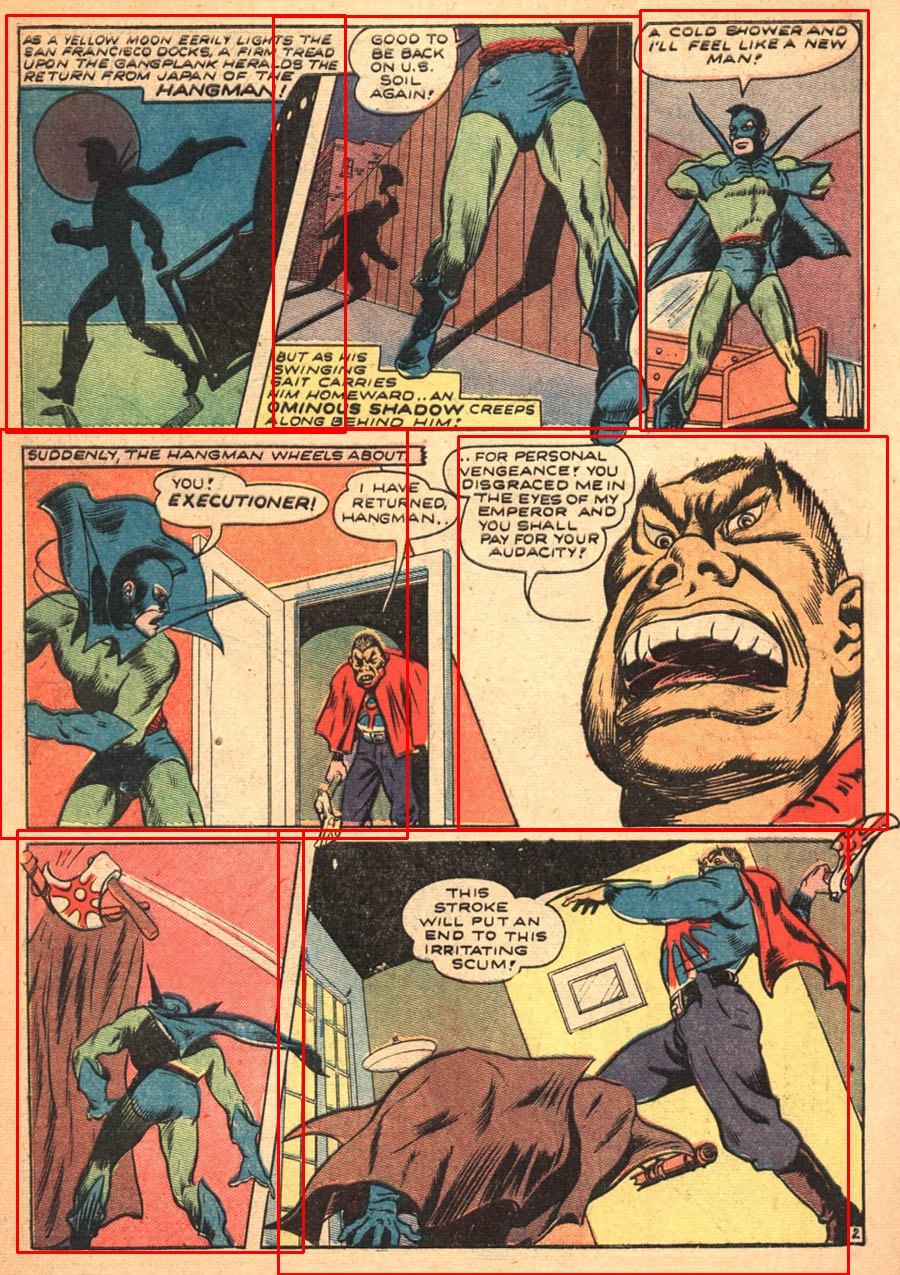 AS A YELLOW MOON EERILY LIGHTS THE
SAN FRANCISCO DOCKS, A FIRM TREAD
UPON THE GANGPLANK HERALDS THE
RETURN FROM JAPAN OF THE
HANGMAN!
GOOD TO
BE BACK
ON U.S.
SOIL
AGAIN!
BUT AS HIS
SWINGING
GAIT CARRIES
HIM HOMEWARD..AN
OMINOUS SHADOW CREEPS
ALONG BEHIND HIM!
A COLD SHOWER AND
I'LL FEEL LIKE A NEW
MAN!
SUDDENLY, THE HANGMAN WHEELS ABOUT
YOU!
EXECUTIONER!
I HAVE
RETURNED,
HANGMAN..
..FOR PERSONAL
VENGEANCE! YOU
DISGRACED ME IN
THE EYES OF MY
EMPEROR AND
YOU SHALL
PAY FOR YOUR
AUDACITY!
THIS
STROKE
WILL PUT AN
END TO THIS
IRRITATING
SCUM!
2